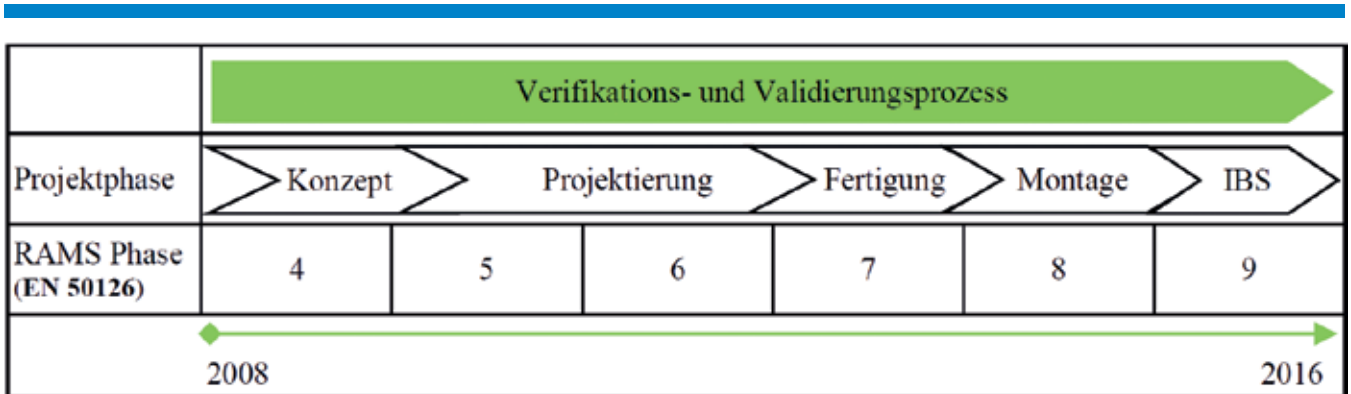 Verifikations- und Validierungsprozess
Projektphase Konzept Projektierung Fertigung Montage IBS
RAMS Phase
(EN 50126) 4 5 6 7 8 9
2008 2016